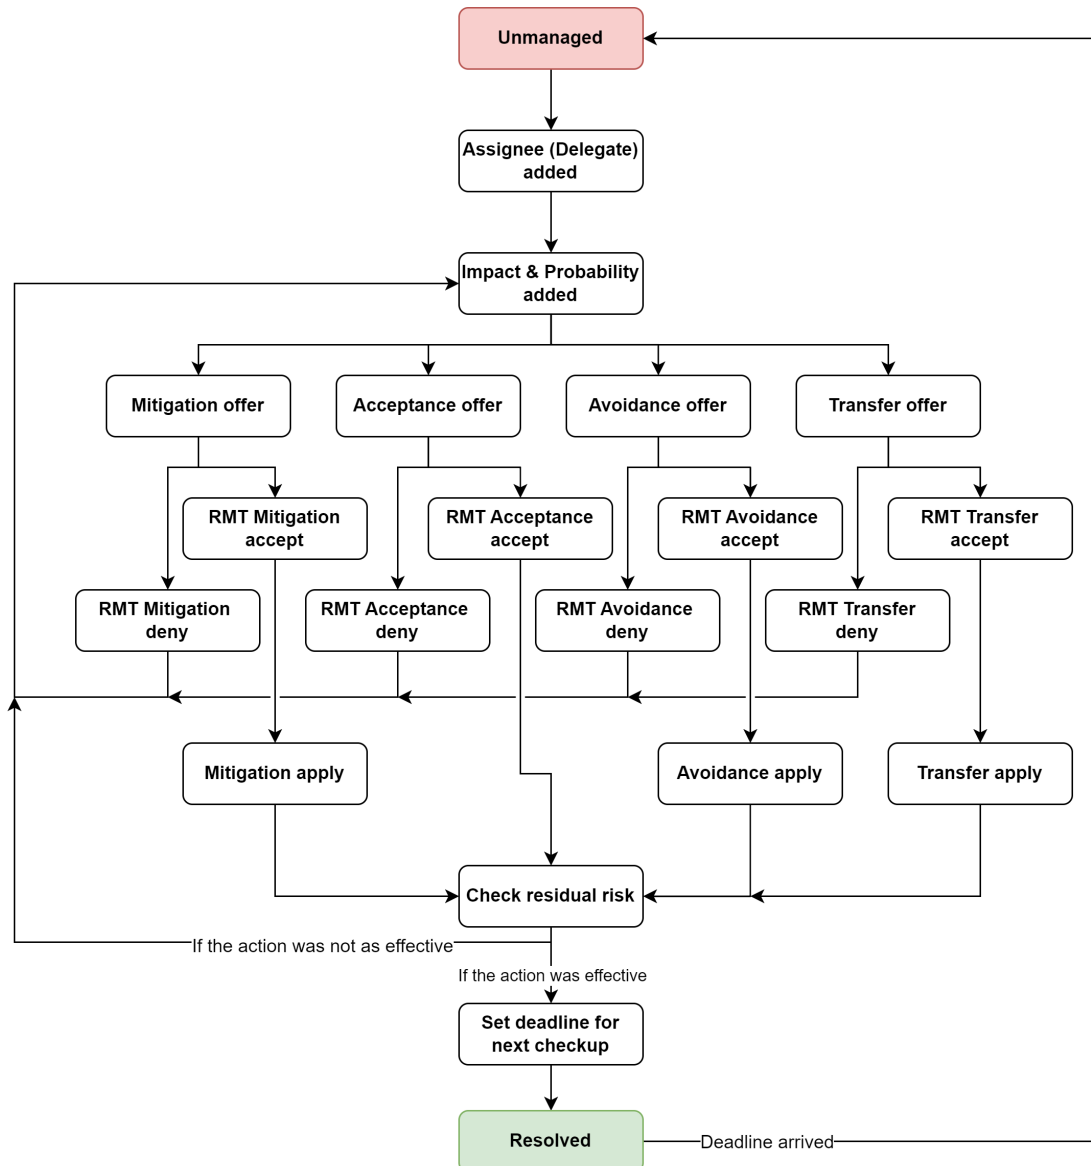 Unmanaged
Assignee (Delegate)
added
Impact & Probability
added
Mitigation offer
Acceptance offer
Avoidance offer
Transfer offer
RMT Mitigation
accept
RMT Acceptance
accept
RMT Avoidance
accept
RMT Transfer
accept
RMT Mitigation
deny
RMT Acceptance
deny
RMT Avoidance
deny
RMT Transfer
deny
Mitigation apply
Avoidance apply
Transfer apply
Check residual risk
If the action was not as effective
If the action was effective
Set deadline for
next checkup
Resolved
Deadline arrived